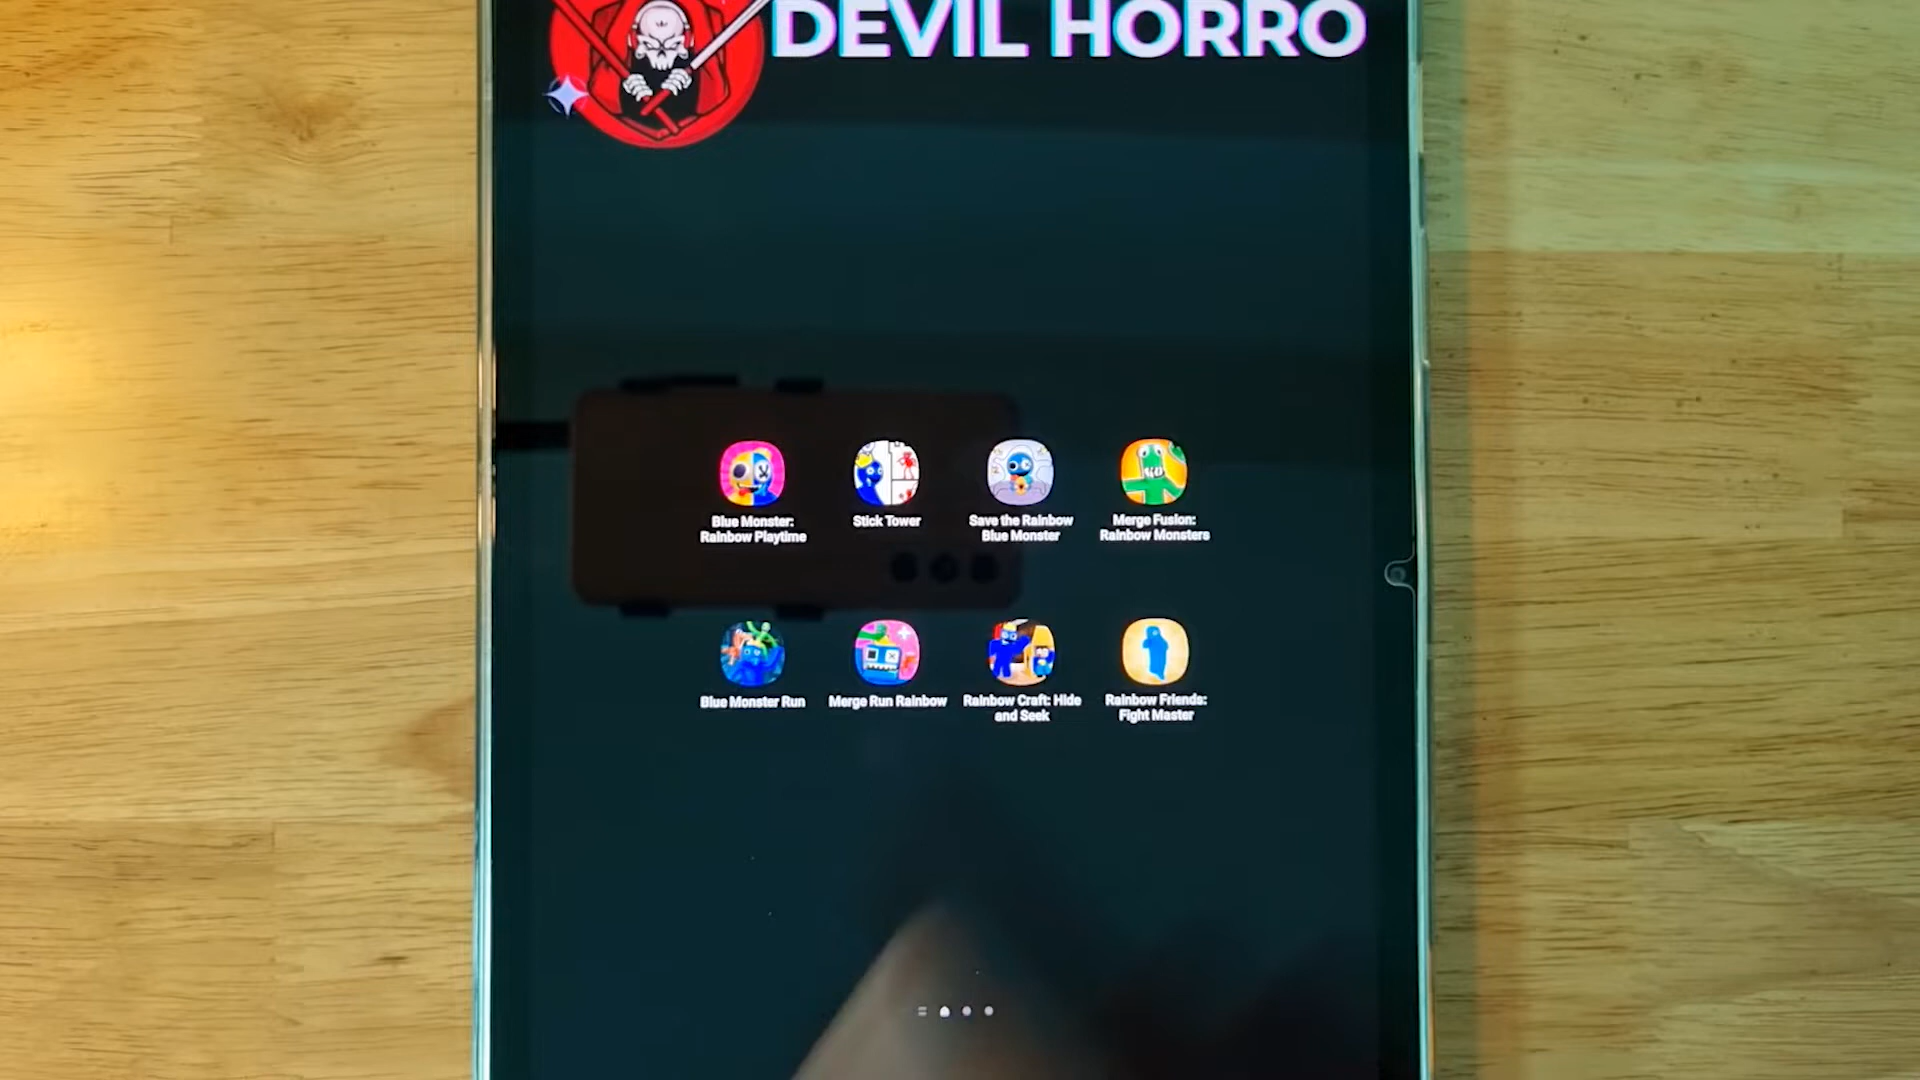 DEVIL HORRO
Blue Monster:
Rainbow Playtime
Stick Tower
Save the Rainbow
Blue Monster
Merge Fusion:
Rainbow Monsters
Blue Monster Run
Merge Run Rainbow
Rainbow Craft: Hide
and Seek
Rainbow Friends:
Fight Master